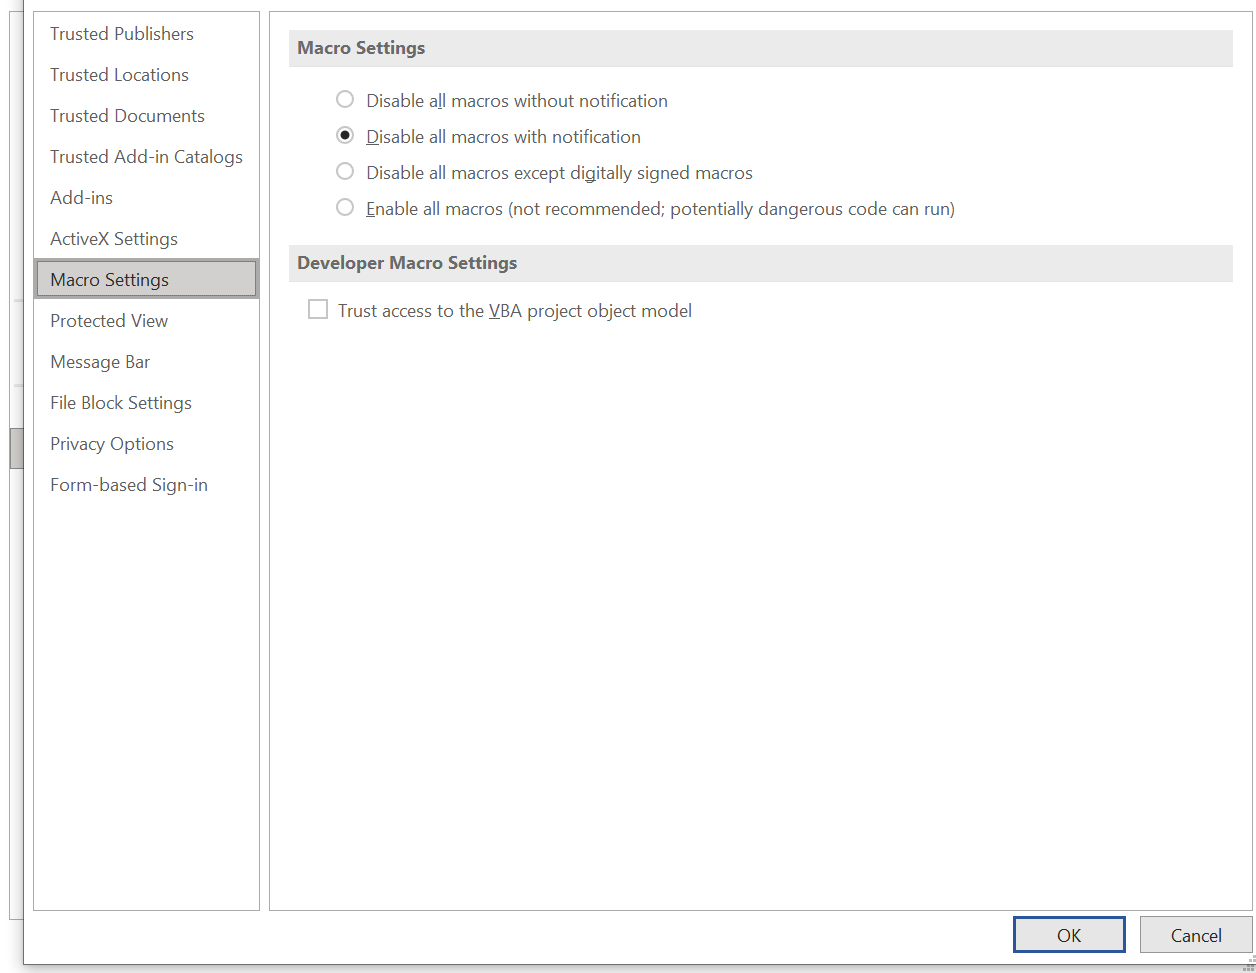 Trusted Publishers
Trusted Locations
Trusted Documents
Trusted Add-in Catalogs
Add-ins
ActiveX Settings
Macro Settings
Protected View
Message Bar
File Block Settings
Privacy Options
Form-based Sign-in
Macro Settings
Disable all macros without notification
Disable all macros with notification
Disable all macros except digitally signed macros
Enable all macros (not recommended; potentially dangerous code can run)
Developer Macro Settings
Trust access to the VBA project object model
OK
Cancel